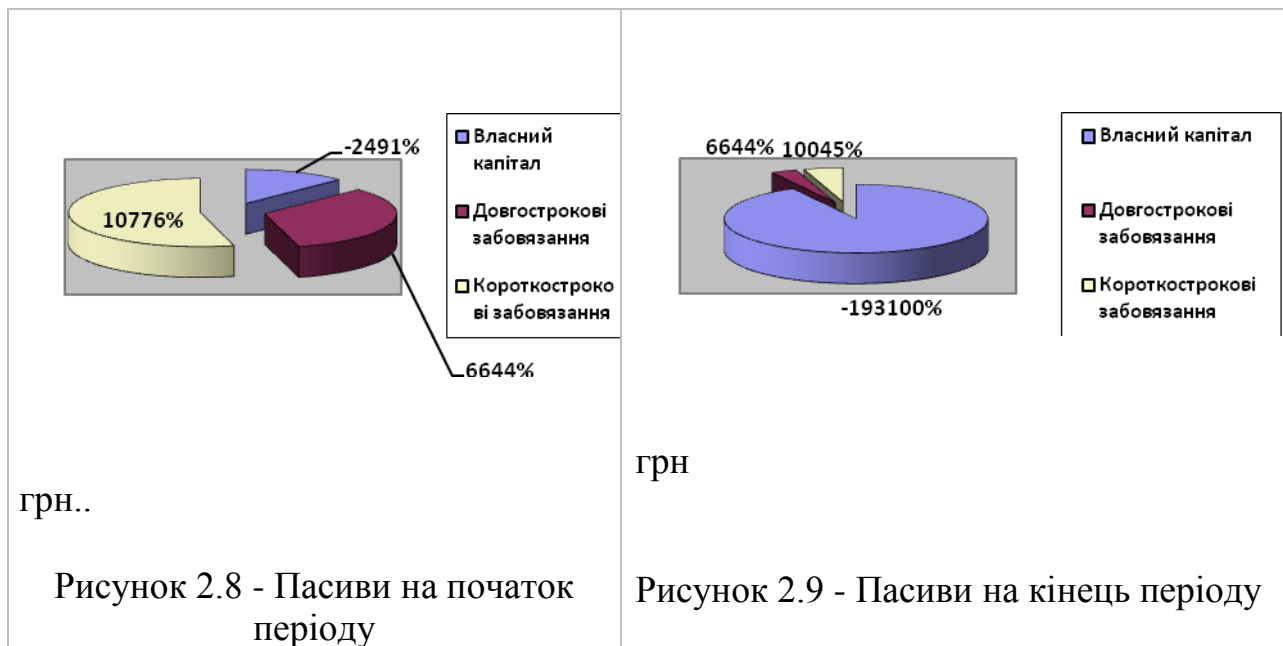 -2491%
10776%
6644%
Власний
капітал
Довгострокові
забовязання
Короткостроко
ві забовязання
грн..
Рисунок 2.8 - Пасиви на початок
періоду
6644% 10045%
-193100%
Власний капітал
Довгострокові
забовязання
Короткострокові
забовязання
грн
Рисунок 2.9 - Пасиви на кінець періоду